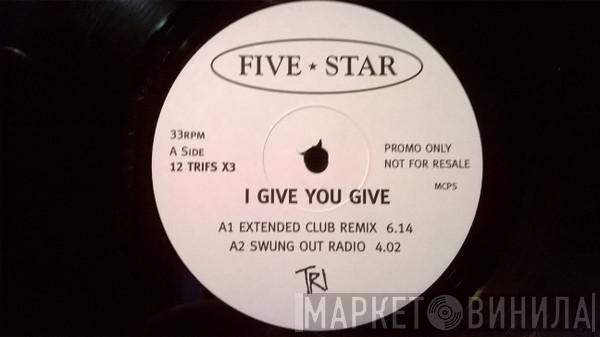 FIVE ★ STAR
33RPM
A SIDE
12 TRIFS X3
PROMO ONLY
NOT FOR RESALE
MCPS
I GIVE YOU GIVE
A1 EXTENDED CLUB REMIX 6.14
A2 SWUNG OUT RADIO 4.02
TRI
МАРКЕТ ВИНИЛА